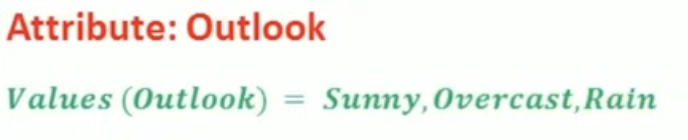 Attribute: Outlook
Values (Outlook) = Sunny, Overcast, Rain